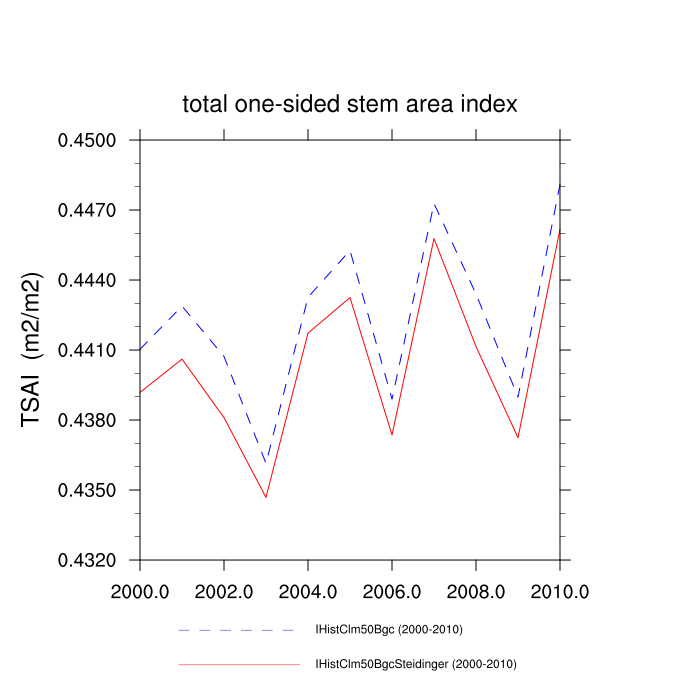 total one-sided stem area index
TSAI (m2/m2)
0.4500
0.4470
0.4440
0.4410
0.4380
0.4350
0.4320
2000.0 2002.0 2004.0 2006.0 2008.0 2010.0
IHistClm50Bgc (2000-2010)
IHistClm50BgcSteidinger (2000-2010)